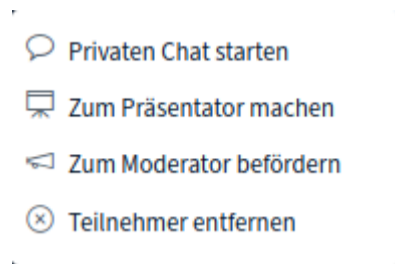 Privaten Chat starten
Zum Präsentator machen
Zum Moderator befördern
Teilnehmer entfernen